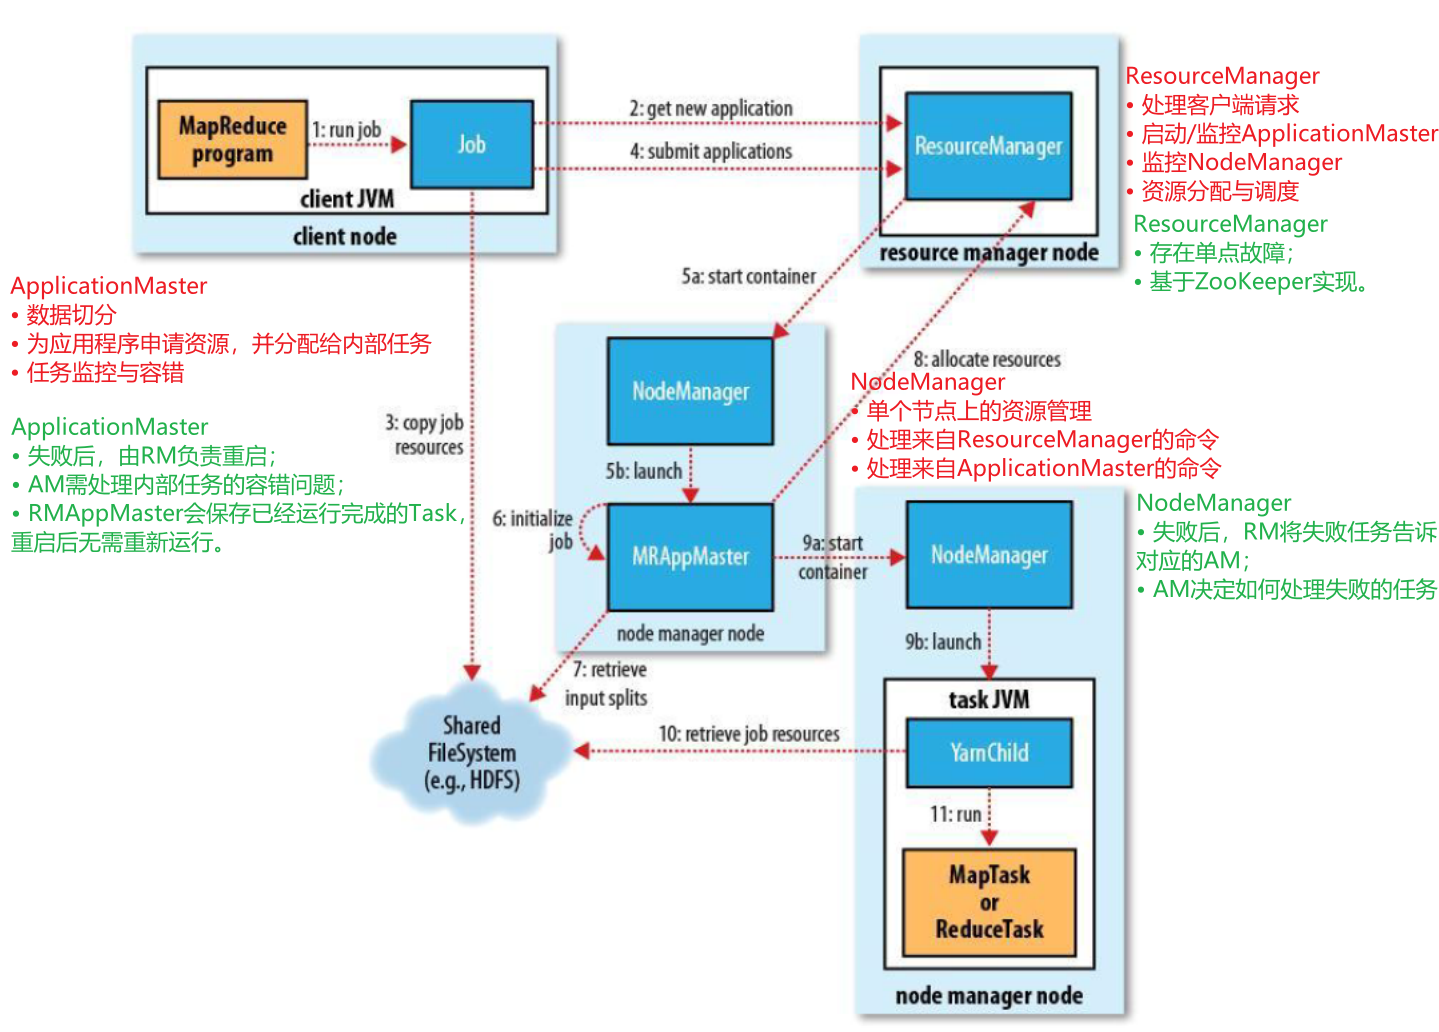 MapReduce
program
1: run job
Job
client JVM
client node
2: get new application
4: submit applications
ResourceManager
resource manager node
ResourceManager
• 处理客户端请求
• 启动/监控ApplicationMaster
• 监控NodeManager
• 资源分配与调度
ResourceManager
• 存在单点故障；
• 基于ZooKeeper实现。
5a: start container
ApplicationMaster
• 数据切分
• 为应用程序申请资源，并分配给内部任务
• 任务监控与容错
ApplicationMaster
• 失败后，由RM负责重启；
• AM需处理内部任务的容错问题；
• RMAppMaster会保存已经运行完成的Task，
重启后无需重新运行。
3: copy job
resources
NodeManager
5b: launch
6: initialize
job
MRAppMaster
node manager node
8: allocate resources
NodeManager
• 单个节点上的资源管理
• 处理来自ResourceManager的命令
• 处理来自ApplicationMaster的命令
9a: start
container
NodeManager
NodeManager
• 失败后，RM将失败任务告诉
对应的AM；
• AM决定如何处理失败的任务
9b: launch
7: retrieve
input splits
Shared
FileSystem
(e.g., HDFS)
10: retrieve job resources
task JVM
YarnChild
11: run
MapTask
or
ReduceTask
node manager node